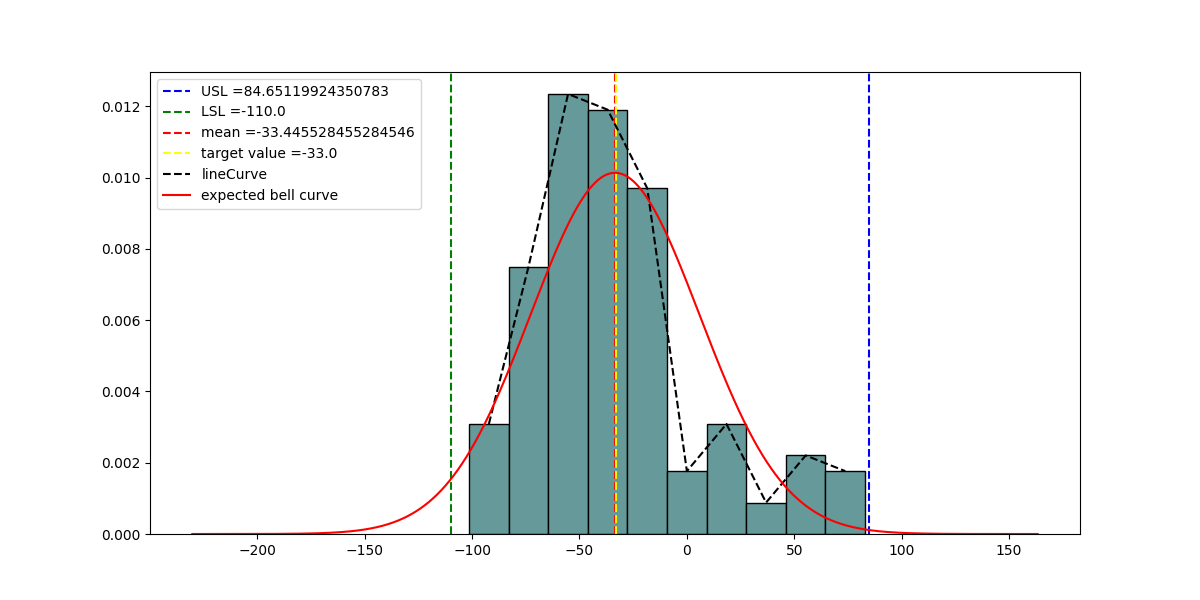 USL =84.65119924350783
LSL =-110.0
mean =-33.445528455284546
target value =-33.0
lineCurve
expected bell curve
0.012
0.010
0.008
0.006
0.004
0.002
0.000
−200 −150 −100 −50 0 50 100 150